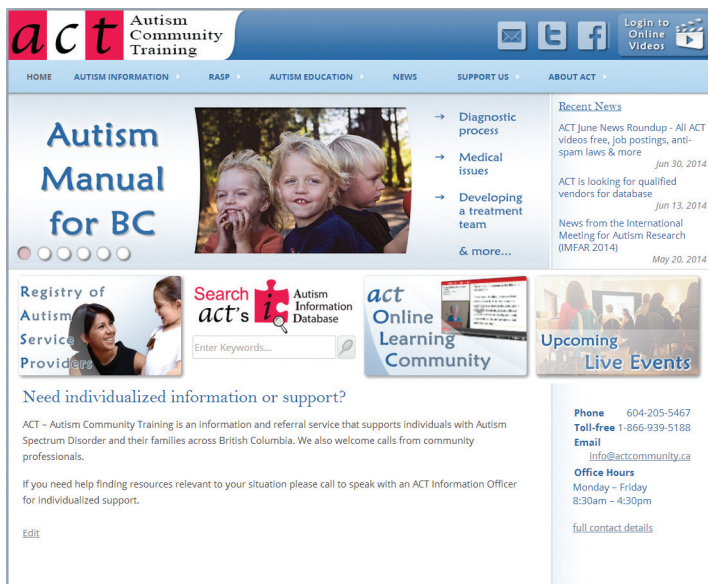 act Autism
Community
Training
Login to
Online
Videos
HOME AUTISM INFORMATION RASP AUTISM EDUCATION NEWS SUPPORT US ABOUT ACT
Autism
Manual
for BC
→ Diagnostic
process
→ Medical
issues
→ Developing
a treatment
team
& more...
Recent News
ACT June News Roundup - All ACT
videos free, job postings, anti-
spam laws & more
Jun 30, 2014
ACT is looking for qualified
vendors for database
Jun 13, 2014
News from the International
Meeting for Autism Research
(IMFAR 2014)
May 20, 2014
Registry of
Autism
Service
Providers
Search
act's
i
Autism
Information
Database
Enter Keywords...
act
Online
Learning
Community
Upcoming
Live Events
Need individualized information or support?
ACT – Autism Community Training is an information and referral service that supports individuals with Autism
Spectrum Disorder and their families across British Columbia. We also welcome calls from community
professionals.
If you need help finding resources relevant to your situation please call to speak with an ACT Information Officer
for individualized support.
Edit
Phone 604-205-5467
Toll-free 1-866-939-5188
Email
info@actcommunity.ca
Office Hours
Monday – Friday
8:30am – 4:30pm
full contact details